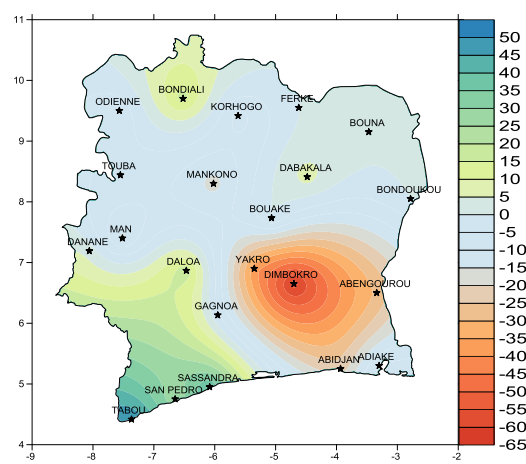 11
50
45
BONDIALI
40
10
ODIENNE
KORHOGO
FERKE
35
30
BOUNA
25
9
20
TOUBA
MANKONO
DABAKALA
15
10
BONDOUKOU
5
8
BOUAKE
0
-5
MAN
DANANE
-10
7
DALOA
YAKRO
-15
DIMBOKRO
-20
ABENGOUROU
-25
GAGNOA
-30
6
-35
-40
ABIDJAN
ADIAKE
-45
SASSANDRA
-50
5
SAN PEDRO
-55
TABOU
-60
4
-65
-9 -8 -7 -6 -5 -4 -3 -2